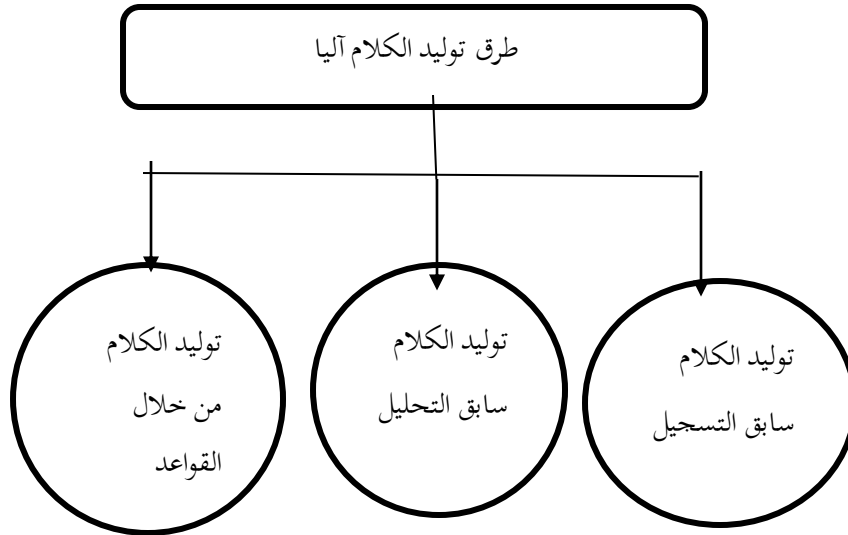 طرق توليد الكلام آليا
توليد الكلام
سابق التسجيل
توليد الكلام
سابق التحليل
توليد الكلام
من خلال
القواعد